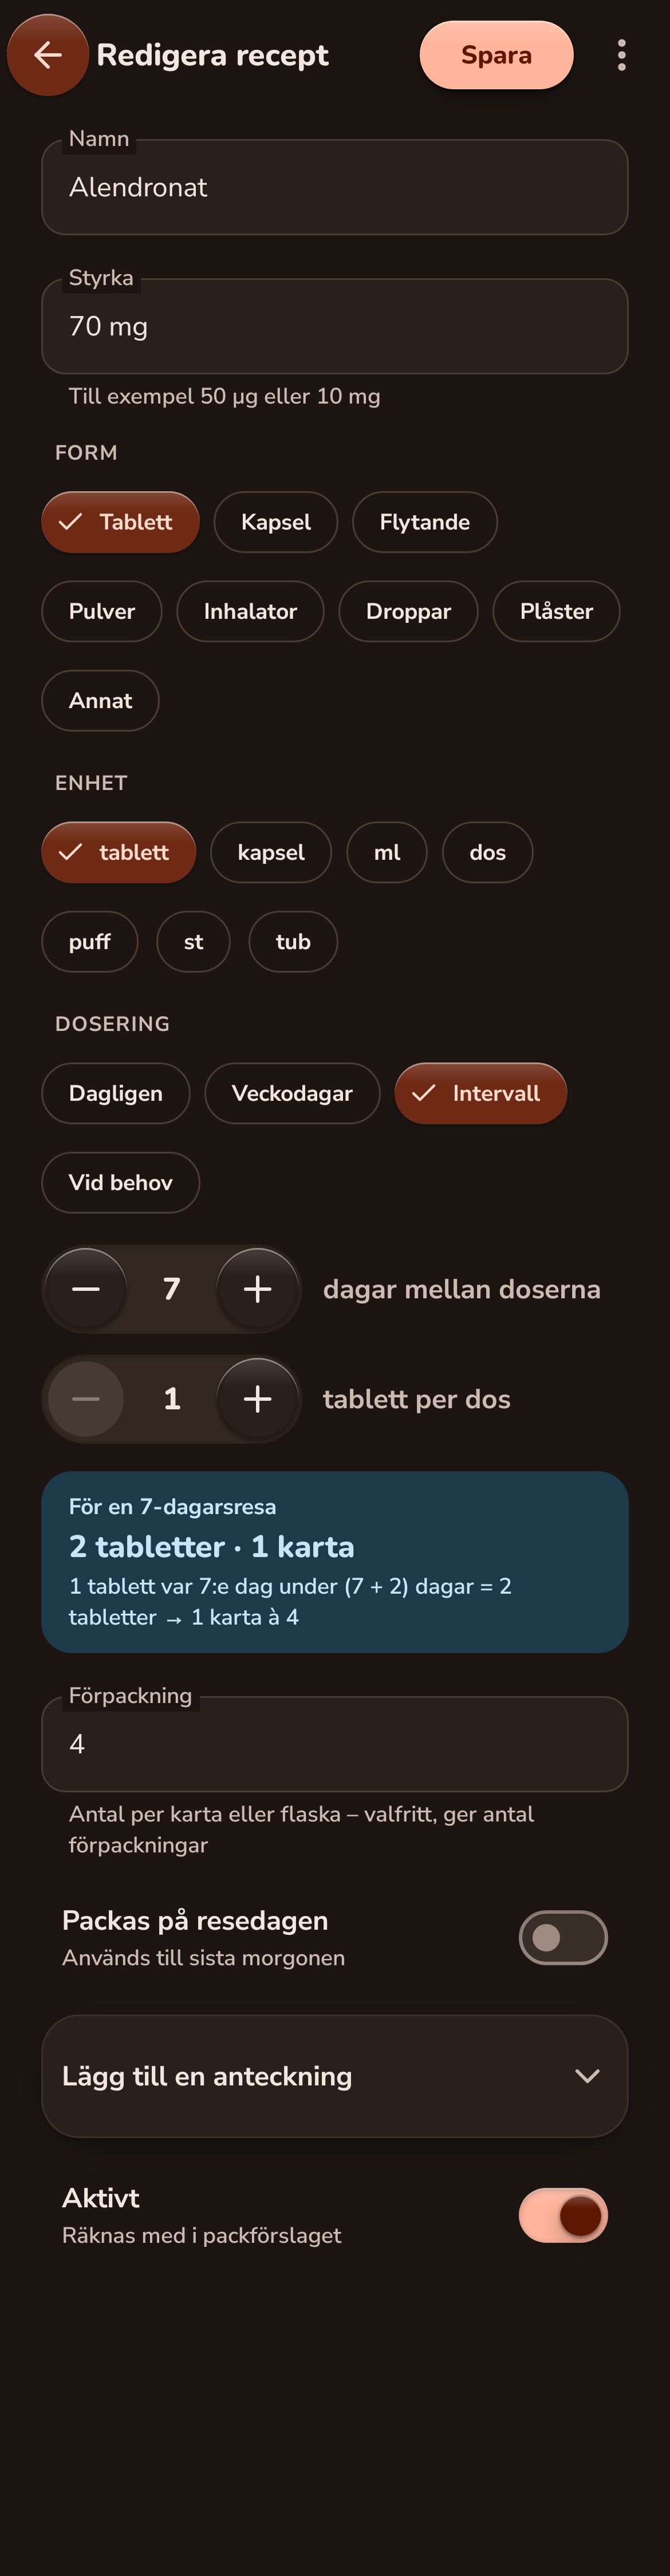 Redigera recept
Spara
Namn
Alendronat
Styrka
70 mg
Till exempel 50 µg eller 10 mg
FORM
Tablett
Kapsel
Flytande
Pulver
Inhalator
Droppar
Plåster
Annat
ENHET
tablett
kapsel
ml
dos
puff
st
tub
DOSERING
Dagligen
Veckodagar
Intervall
Vid behov
7
dagar mellan doserna
1
tablett per dos
För en 7-dagarsresa
2 tabletter · 1 karta
1 tablett var 7:e dag under (7 + 2) dagar = 2
tabletter → 1 karta à 4
Förpackning
4
Antal per karta eller flaska – valfritt, ger antal
förpackningar
Packas på resedagen
Används till sista morgonen
Lägg till en anteckning
Aktivt
Räknas med i packförslaget